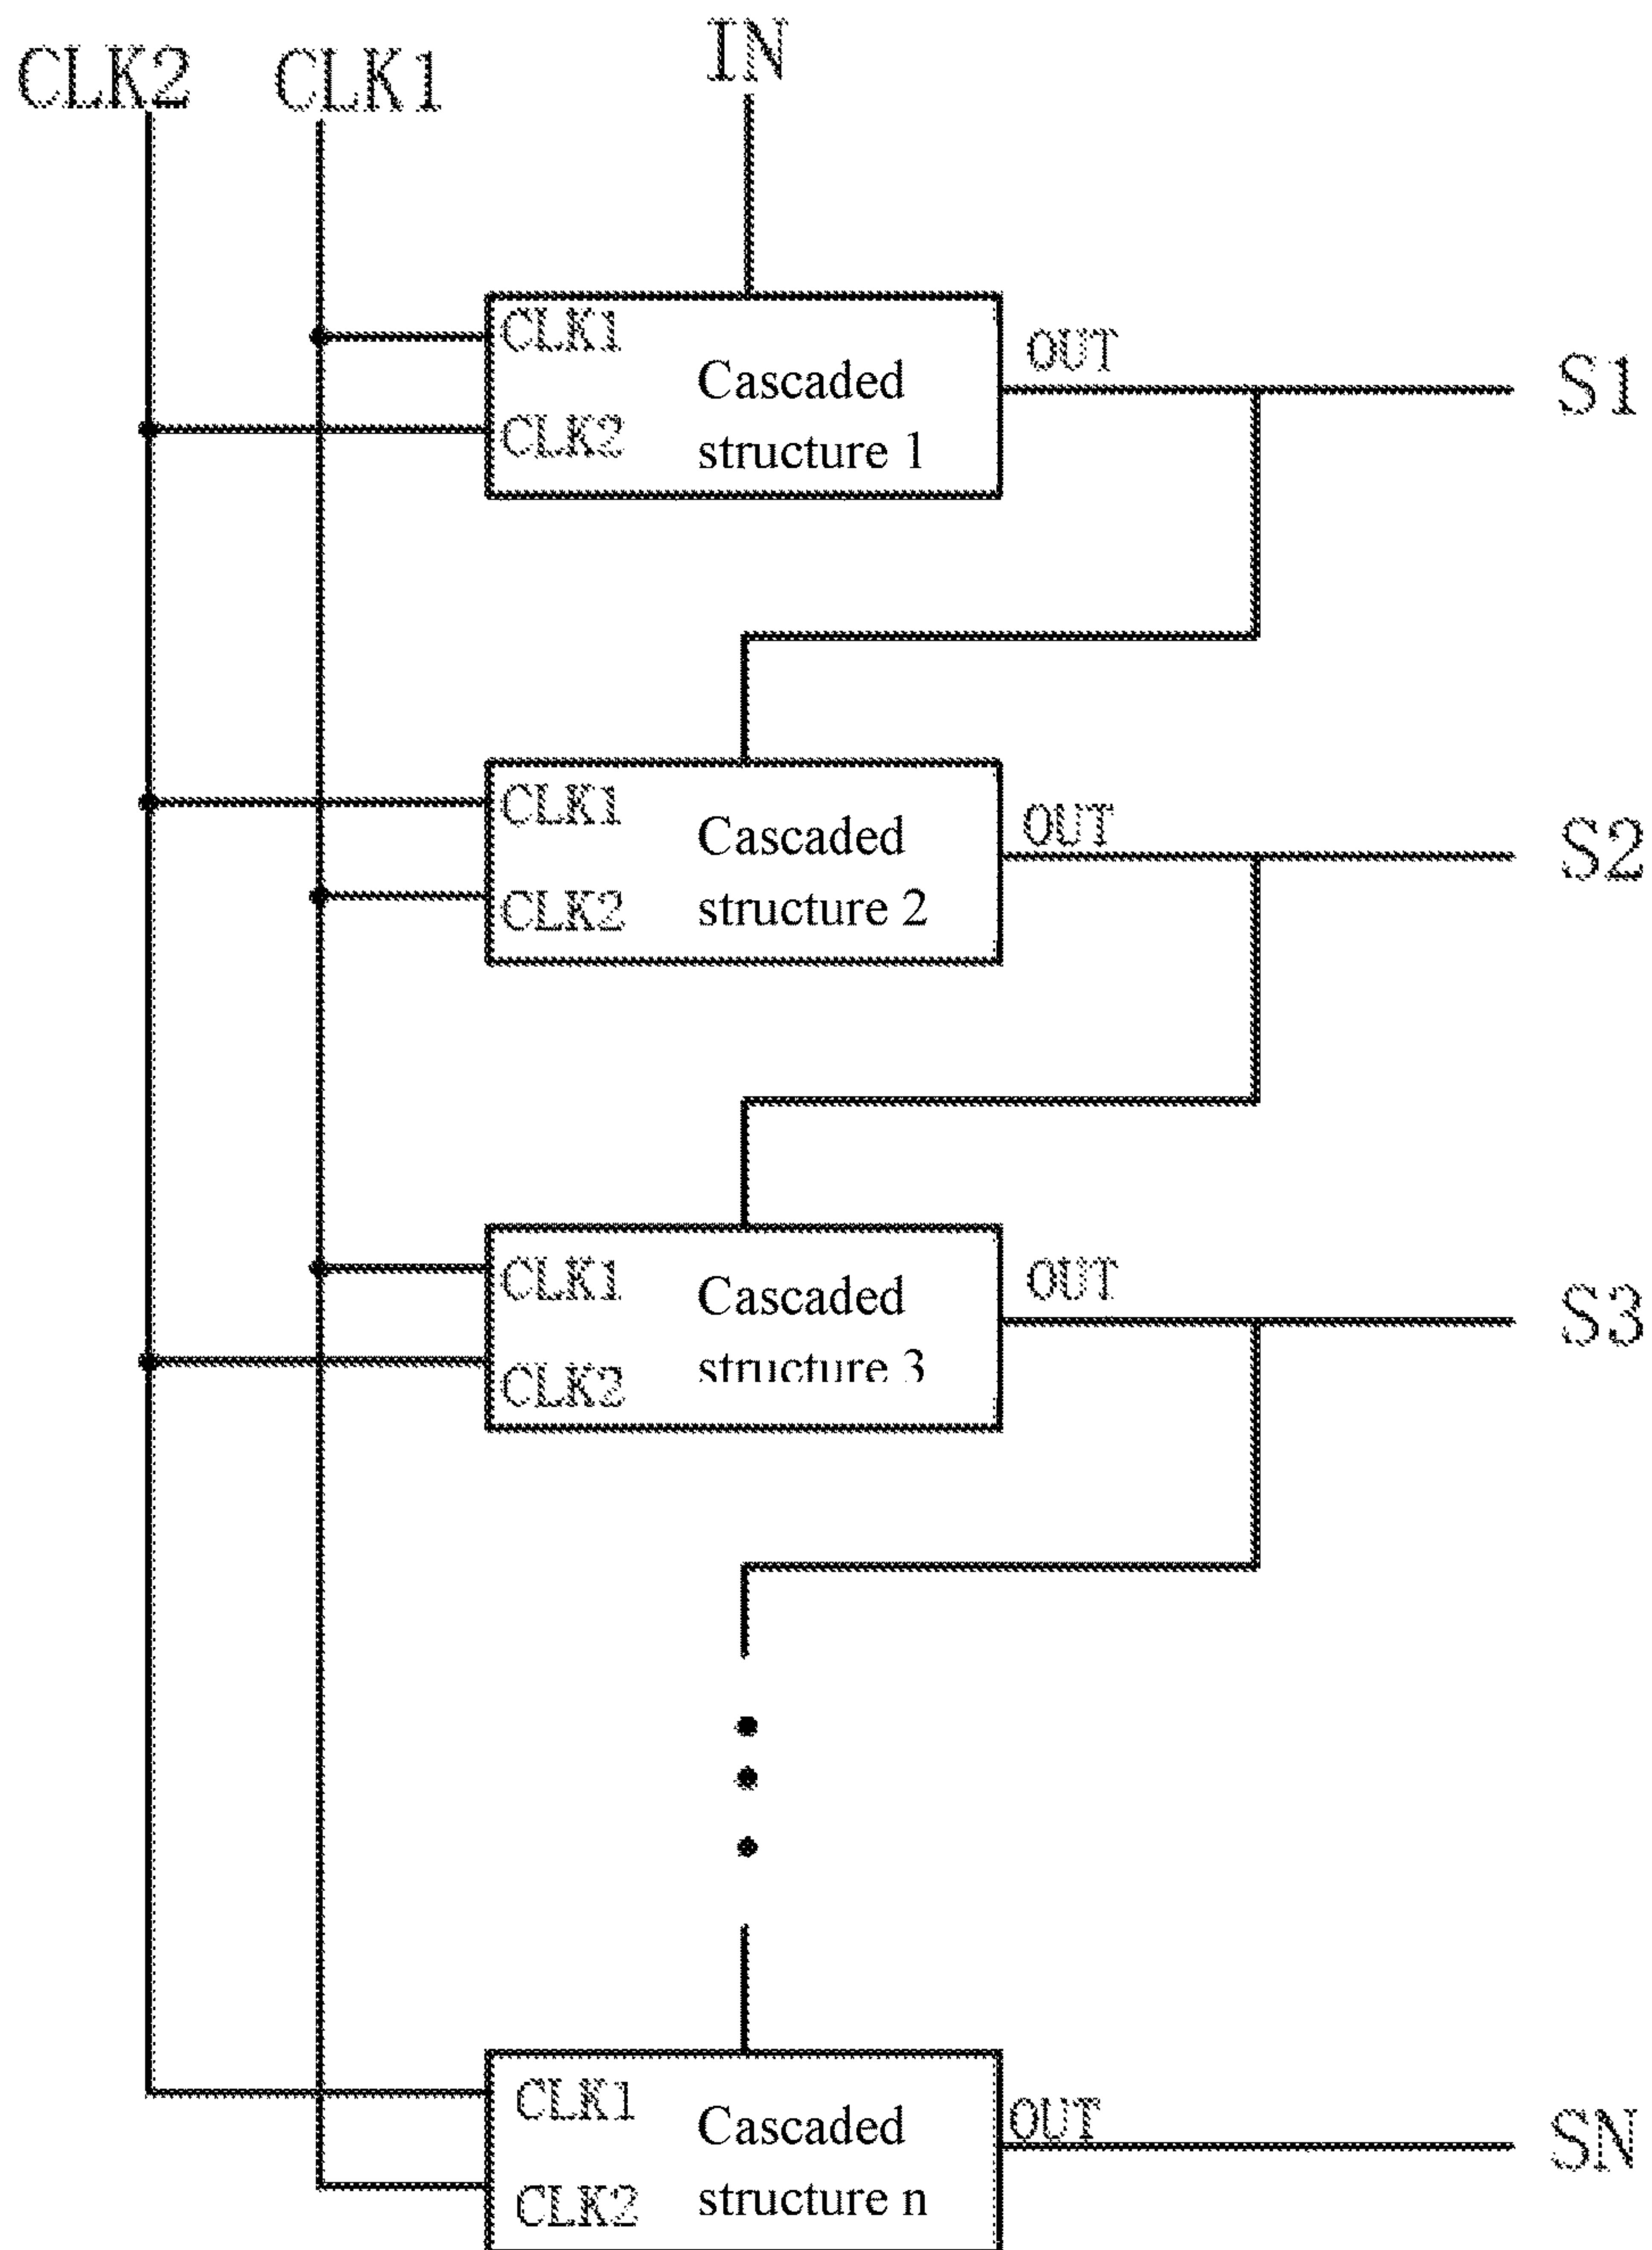 CLK2 CLK1 IN
CLK1
CLK2
Cascaded
structure 1
OUT
S1
CLK1
CLK2
Cascaded
structure 2
OUT
S2
CLK1
CLK2
Cascaded
structure 3
OUT
S3
CLK1
CLK2
Cascaded
structure n
OUT
SN